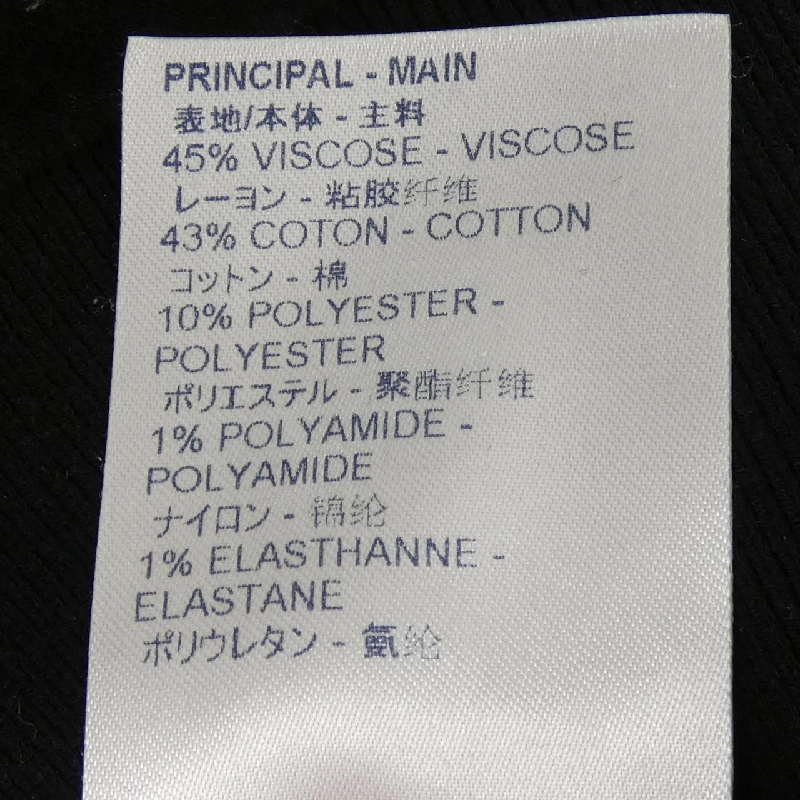 PRINCIPAL - MAIN
表地/本体 - 主料
45% VISCOSE - VISCOSE
レーヨン - 粘胶纤维
43% COTON - COTTON
コットン - 棉
10% POLYESTER -
POLYESTER
ポリエステル - 聚酯纤维
1% POLYAMIDE -
POLYAMIDE
ナイロン - 锦纶
1% ELASTHANNE -
ELASTANE
ポリウレタン - 氨纶